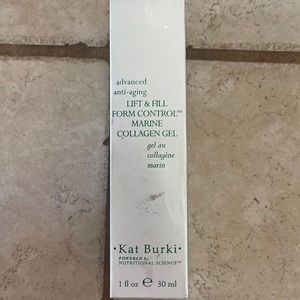 advanced
anti-aging
LIFT & FILL
FORM CONTROL™
MARINE
COLLAGEN GEL
gel au
collagène
marin
•Kat Burki•
POWERED by
NUTRITIONAL SCIENCE™
1 fl oz e 30 ml